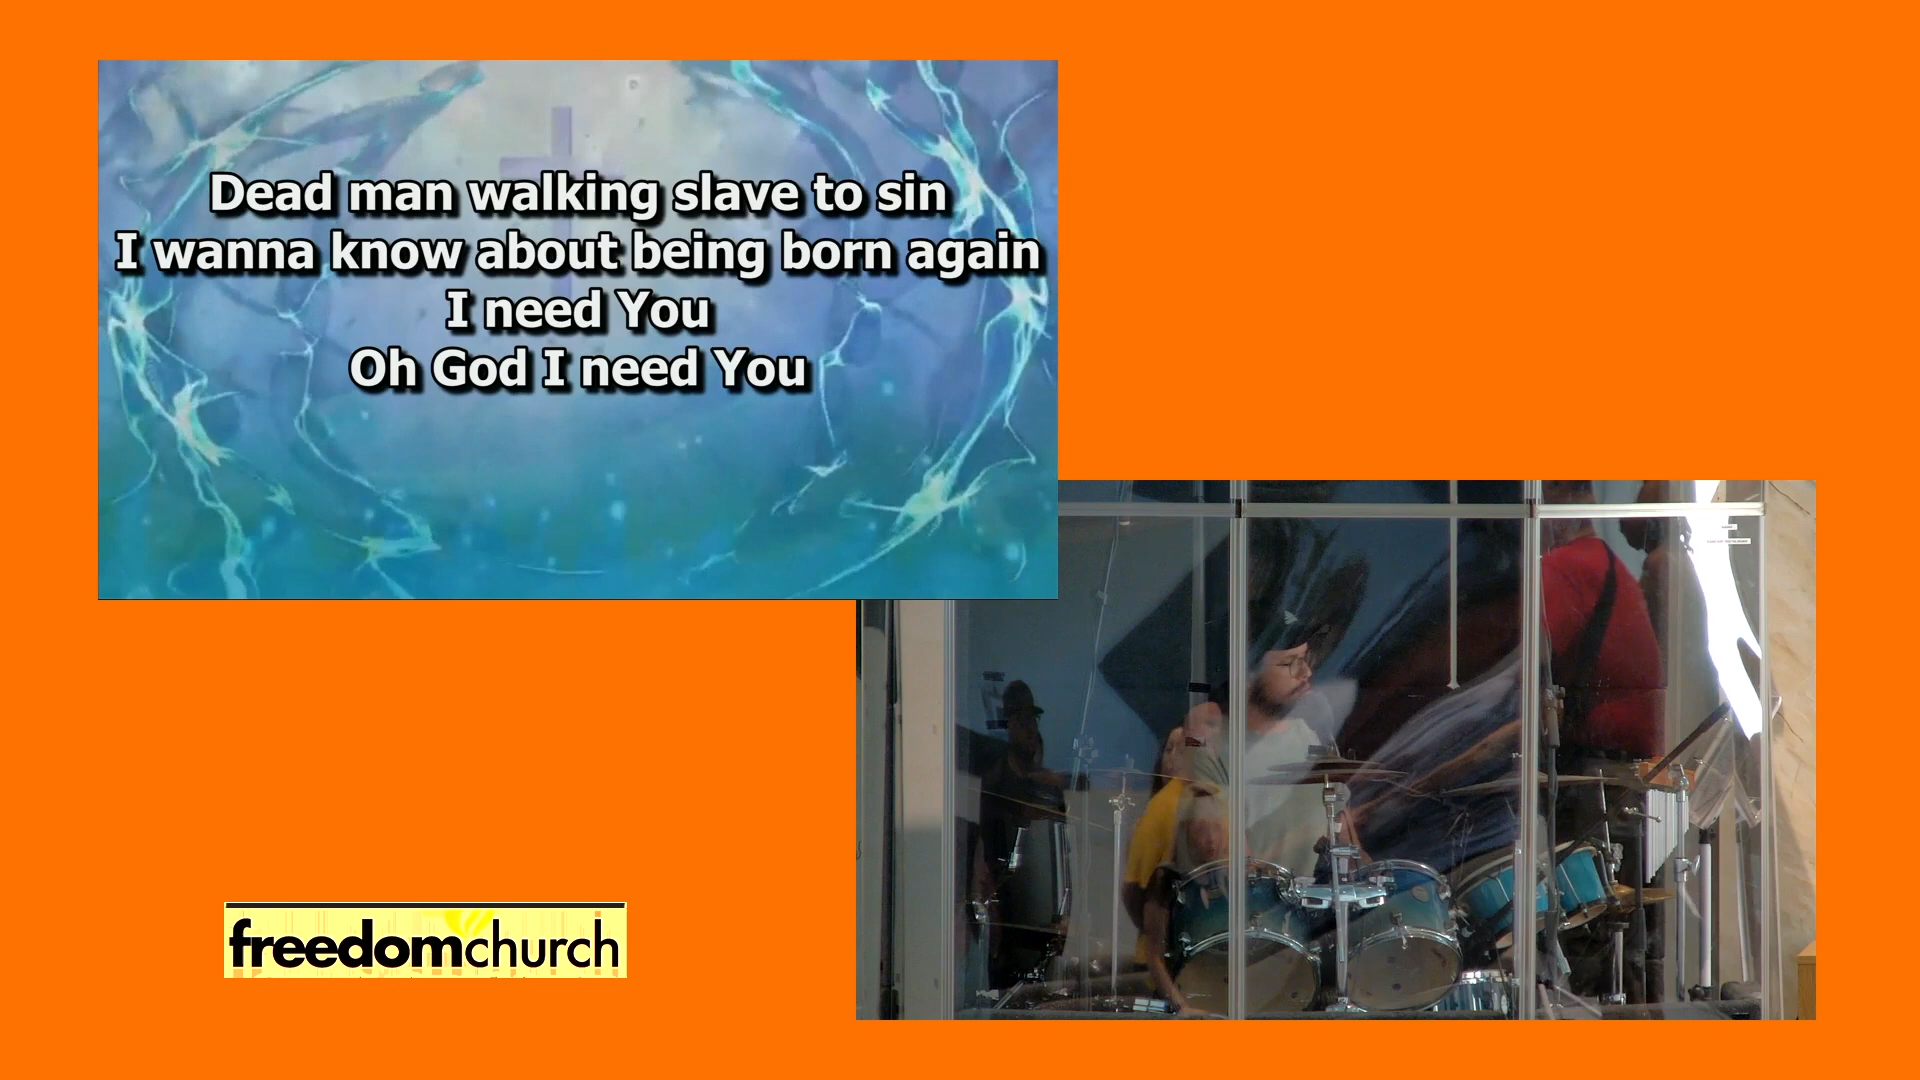 Dead man walking slave to sin
I wanna know about being born again
I need You
Oh God I need You
freedomchurch